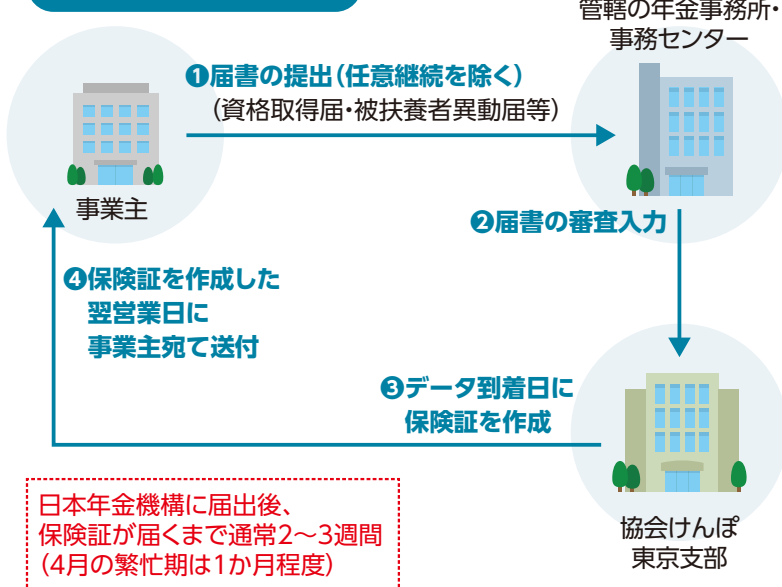 管轄の年金事務所・
事務センター
❶届書の提出(任意継続を除く)
(資格取得届・被扶養者異動届等)
事業主
❷届書の審査入力
❹保険証を作成した
翌営業日に
事業主宛て送付
❸データ到着日に
保険証を作成
日本年金機構に届出後、
保険証が届くまで通常2〜3週間
(4月の繁忙期は1か月程度)
協会けんぽ
東京支部